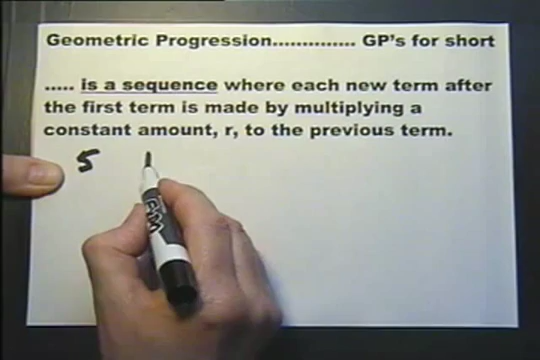 Geometric Progression.............. GP's for short
..... is a sequence where each new term after
the first term is made by multiplying a
constant amount, r, to the previous term.
5